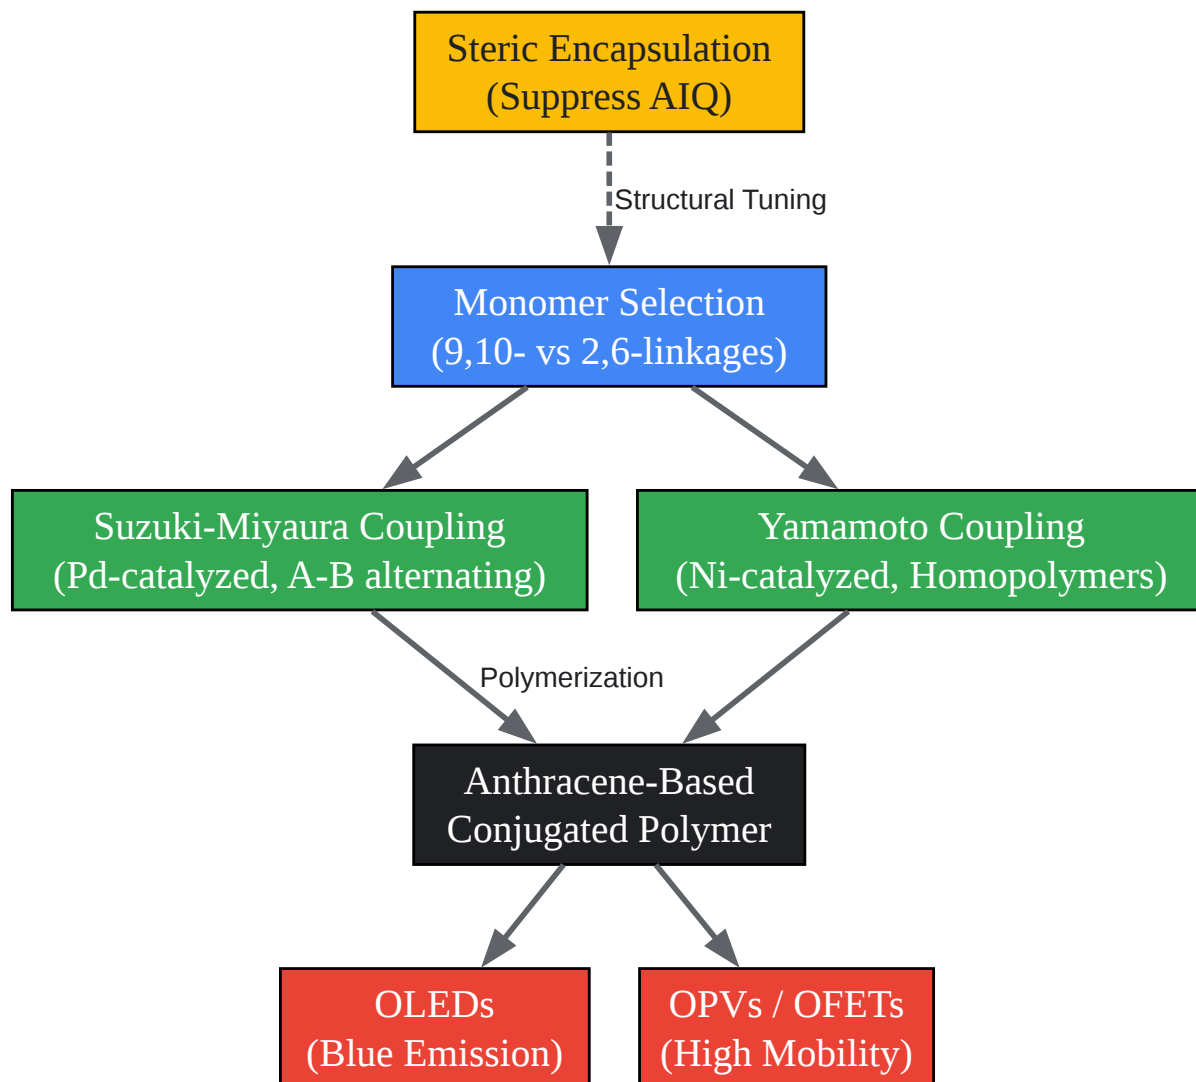 Steric Encapsulation
(Suppress AIQ)
Structural Tuning
Monomer Selection
(9,10- vs 2,6-linkages)
Suzuki-Miyaura Coupling
(Pd-catalyzed, A-B alternating)
Yamamoto Coupling
(Ni-catalyzed, Homopolymers)
Polymerization
Anthracene-Based
Conjugated Polymer
OLEDs
(Blue Emission)
OPVs / OFETs
(High Mobility)